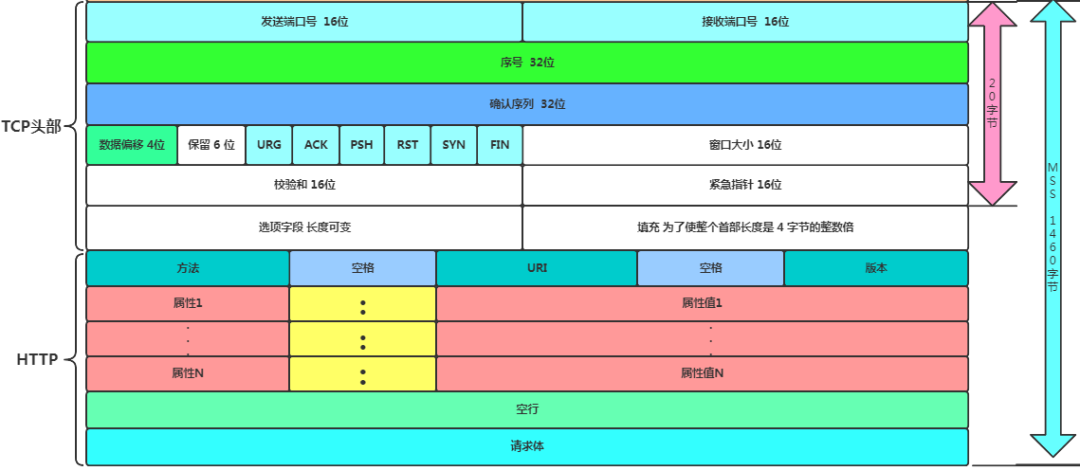 发送端口号 16位
接收端口号 16位
序号 32位
确认序列 32位
TCP头部
数据偏移 4位
保留 6 位
URG
ACK
PSH
RST
SYN
FIN
窗口大小 16位
校验和 16位
紧急指针 16位
选项字段 长度可变
填充 为了使整个首部长度是 4 字节的整数倍
20字节
MSS 1460字节
方法
空格
URI
空格
版本
属性1
:
属性值1
.
.
.
:
.
.
.
HTTP
属性N
:
属性值N
空行
请求体